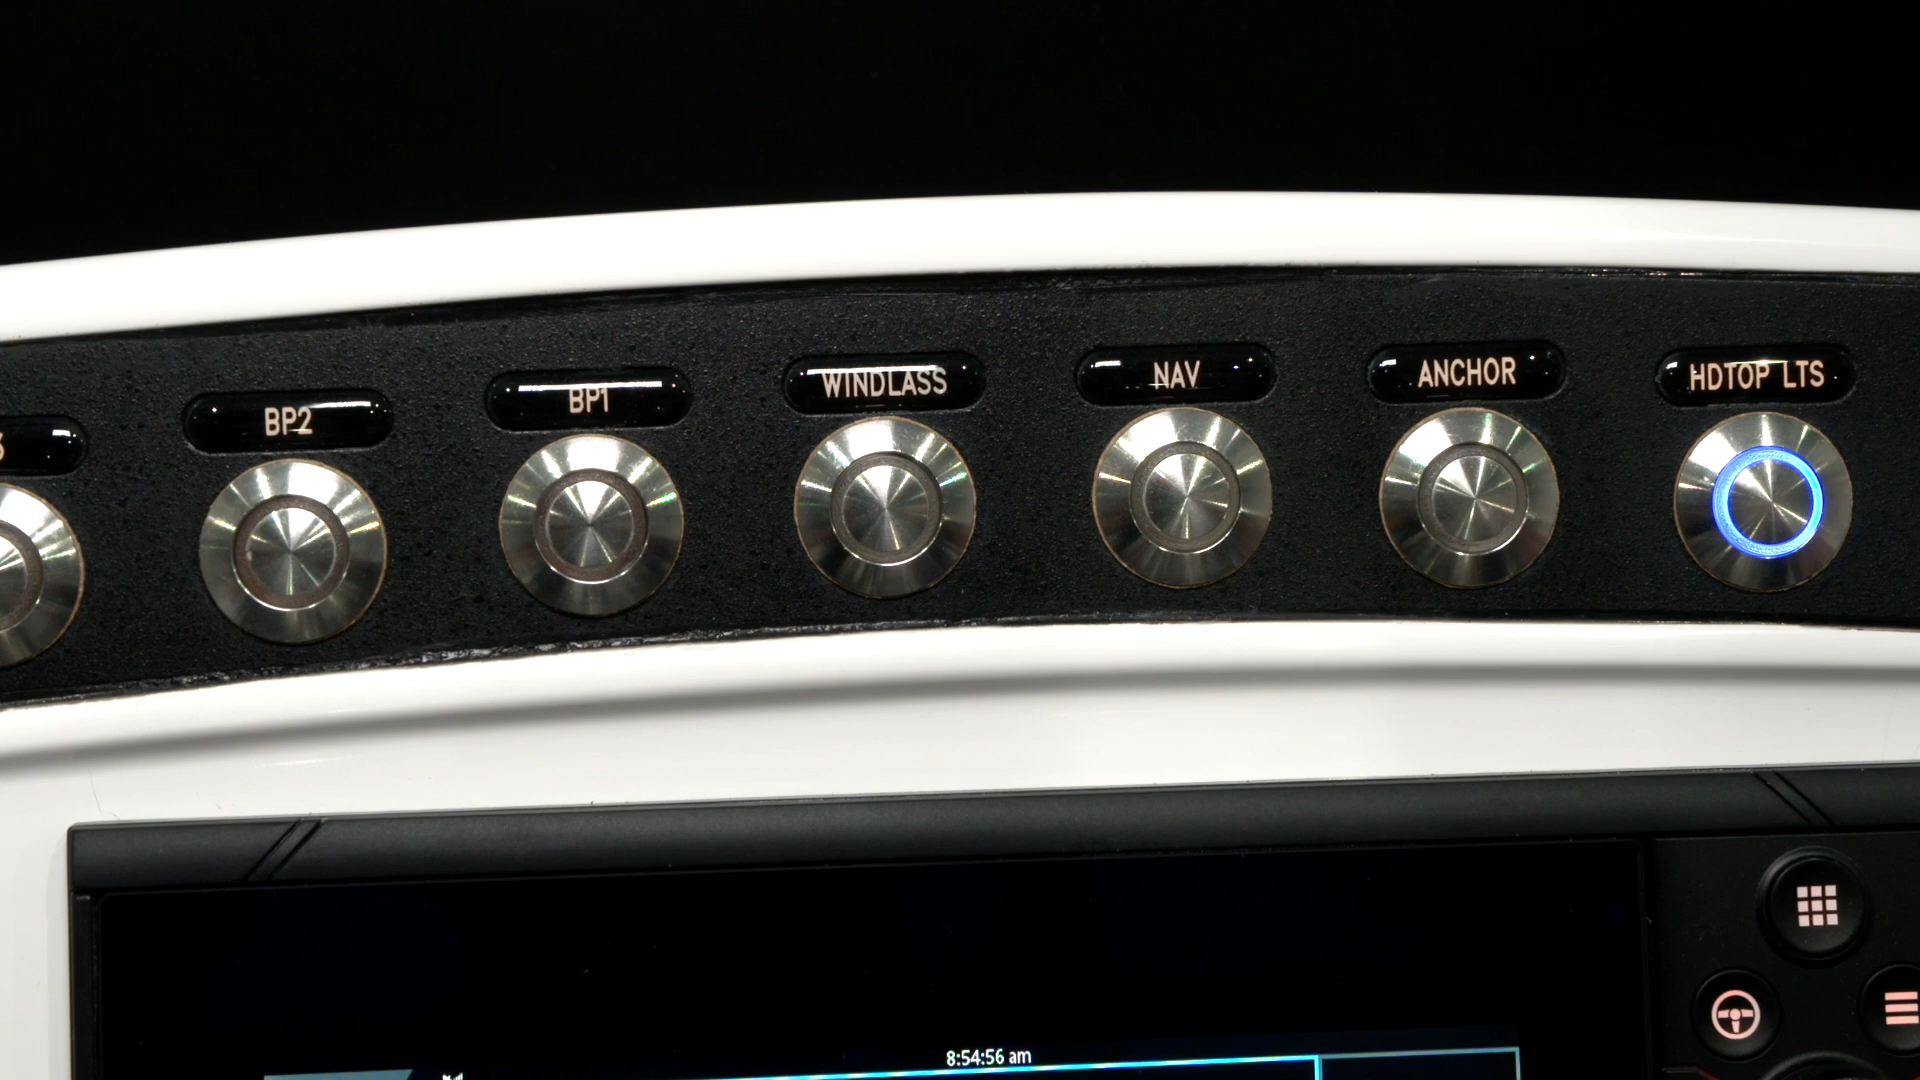 BP2
BP1
WINDLASS
NAV
ANCHOR
HDTOP LTS
8:54:56 am